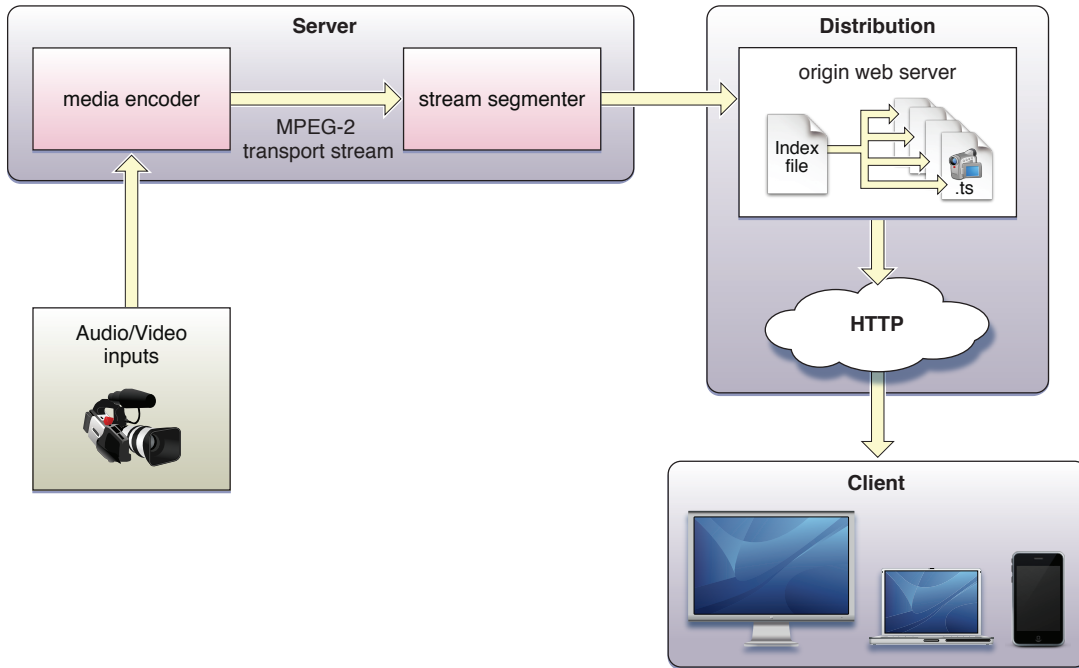 Server
media encoder
stream segmenter
MPEG-2
transport stream
Distribution
origin web server
Index
file
.ts
HTTP
Audio/Video
inputs
Client